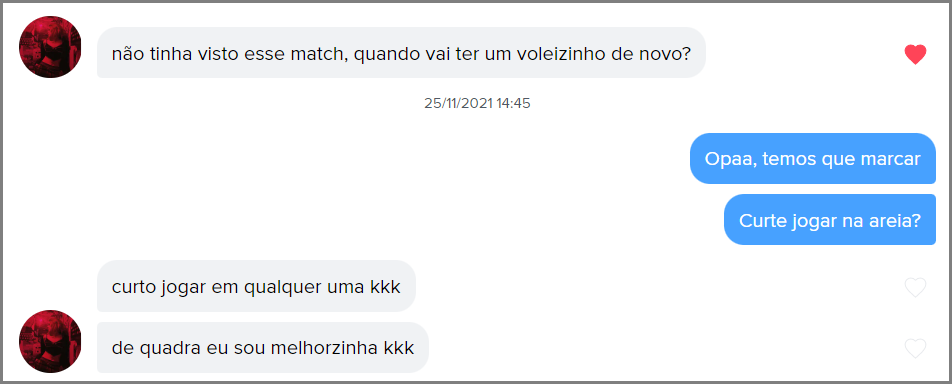 não tinha visto esse match, quando vai ter um voleizinho de novo?
25/11/2021 14:45
Opaa, temos que marcar
Curte jogar na areia?
curto jogar em qualquer uma kkk
de quadra eu sou melhorzinha kkk